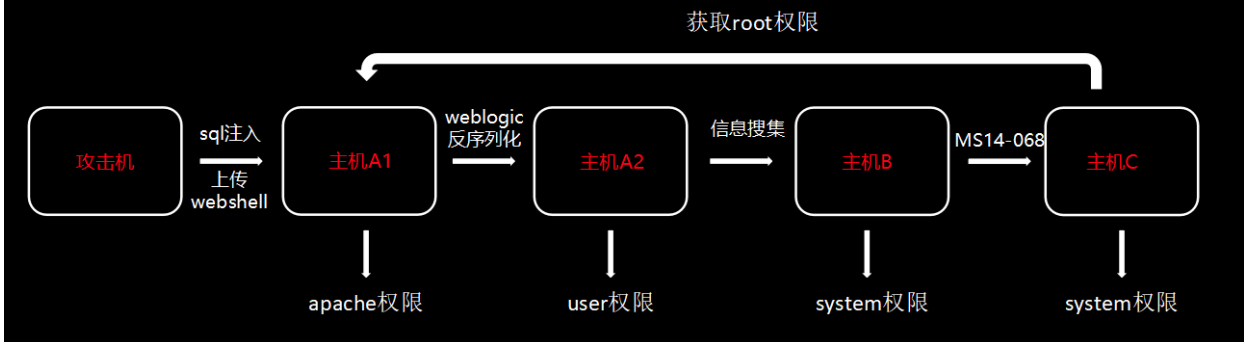 获取root权限
攻击机
sql注入
上传
webshell
主机A1
weblogic
反序列化
主机A2
信息搜集
主机B
MS14-068
主机C
apache权限
user权限
system权限
system权限